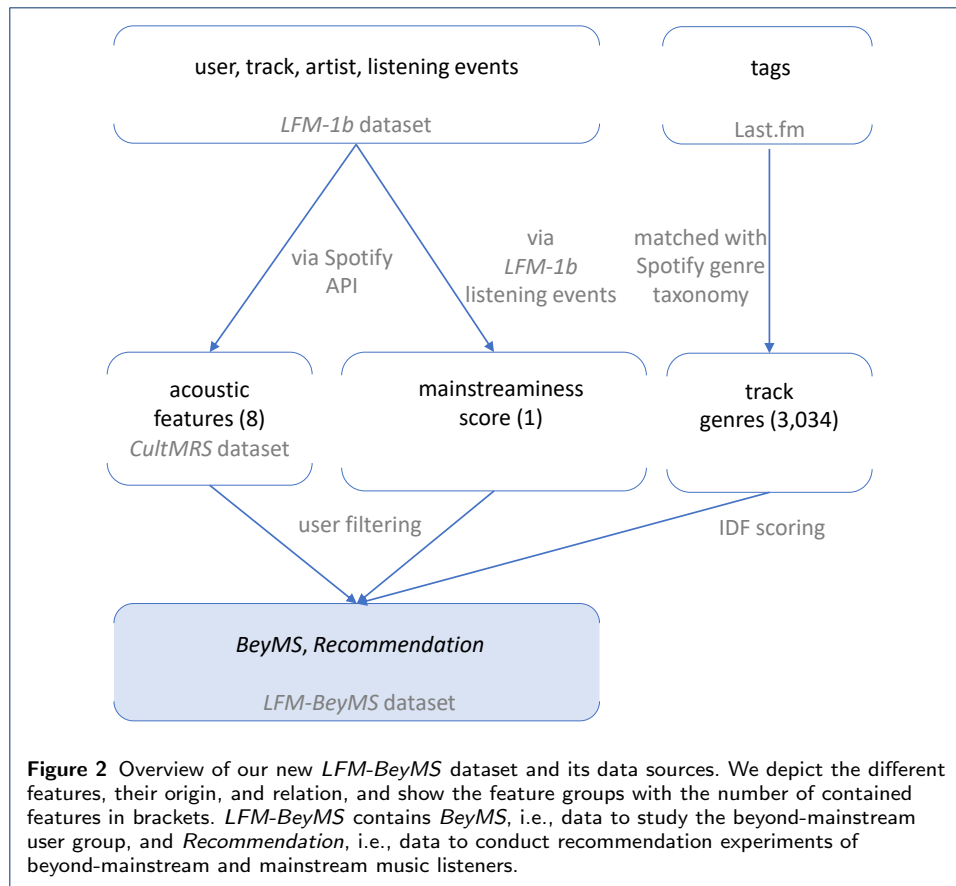 user, track, artist, listening events
LFM-1b dataset
tags
Last.fm
via Spotify
API
via
LFM-1b
listening events
matched with
Spotify genre
taxonomy
acoustic
features (8)
CultMRS dataset
mainstreaminess
score (1)
track
genres (3,034)
user filtering
IDF scoring
BeyMS, Recommendation
LFM-BeyMS dataset
Figure 2 Overview of our new LFM-BeyMS dataset and its data sources. We depict the different
features, their origin, and relation, and show the feature groups with the number of contained
features in brackets. LFM-BeyMS contains BeyMS, i.e., data to study the beyond-mainstream
user group, and Recommendation, i.e., data to conduct recommendation experiments of
beyond-mainstream and mainstream music listeners.